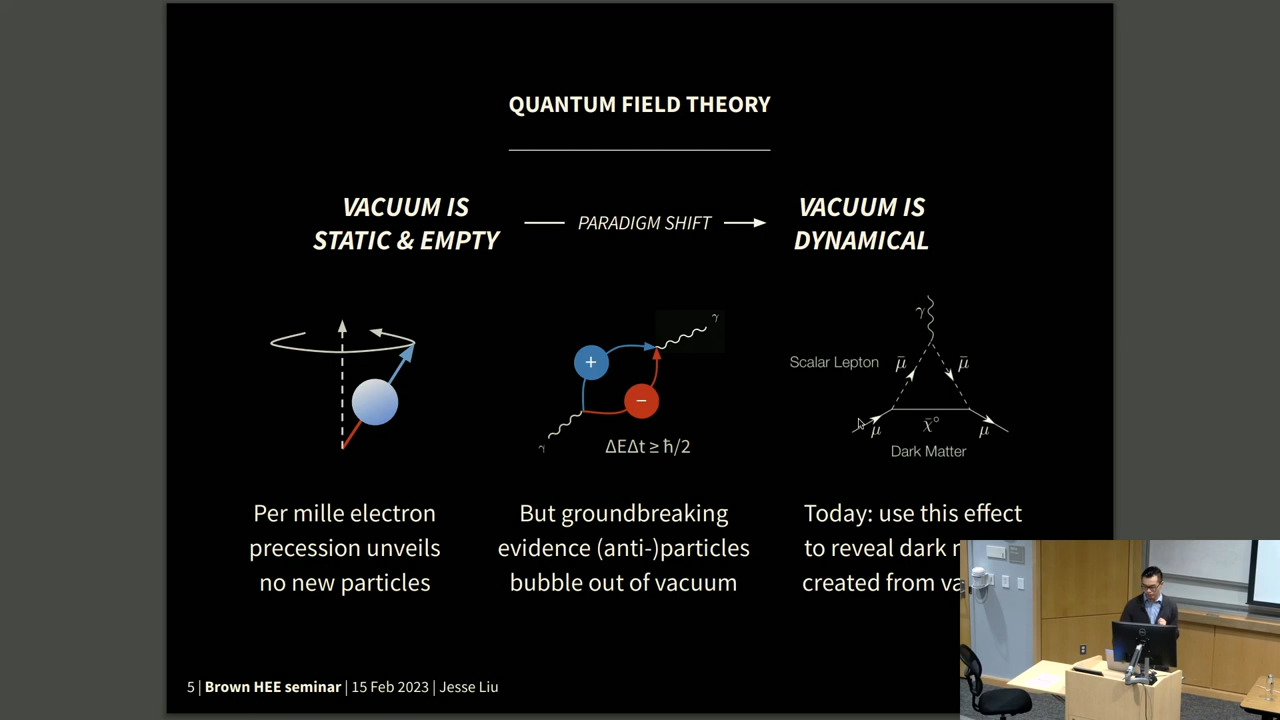 QUANTUM FIELD THEORY
VACUUM IS
STATIC & EMPTY
PARADIGM SHIFT
VACUUM IS
DYNAMICAL
γ
+
−
γ
ΔEΔt ≥ ħ/2
γ
Scalar Lepton
μ̄
μ̄
μ
χ̄°
μ
Dark Matter
Per mille electron
precession unveils
no new particles
But groundbreaking
evidence (anti-)particles
bubble out of vacuum
Today: use this effect
to reveal dark
created from
5 | Brown HEE seminar | 15 Feb 2023 | Jesse Liu